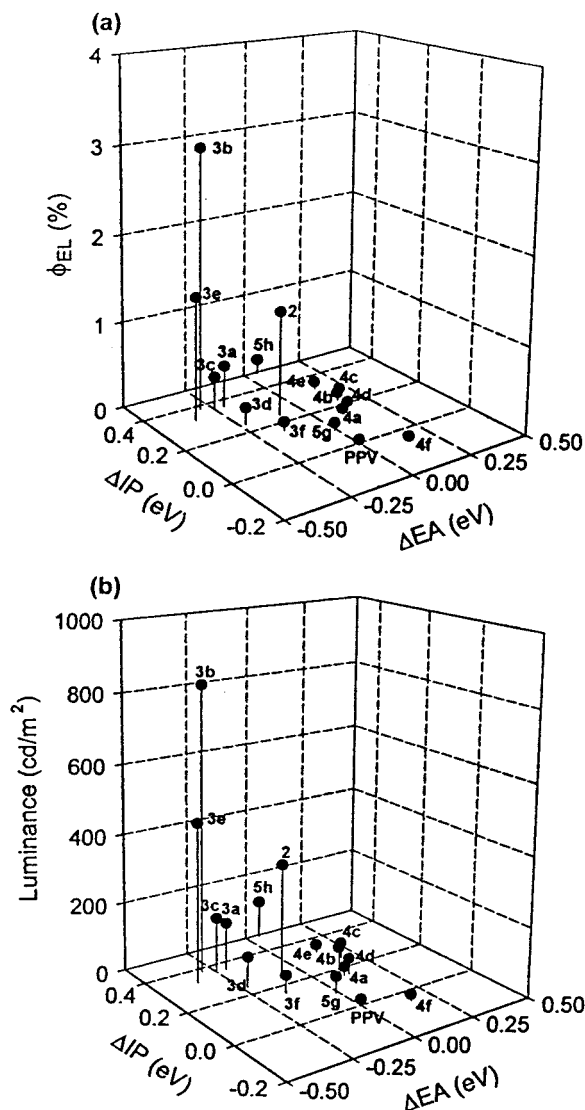 (a)
4
3
2
1
0
ϕEL (%)
3b
3e
3a
3c
5h
2
3d
3f
4e
4c
4b
4d
4a
5g
PPV
4f
0.4
0.2
0.0
-0.2
ΔIP (eV)
-0.50
-0.25
0.00
0.25
0.50
ΔEA (eV)
(b)
1000
800
600
400
200
0
Luminance (cd/m²)
3b
3e
3c
3a
5h
2
3d
3f
4e
4c
4b
4d
4a
5g
PPV
4f
0.4
0.2
0.0
-0.2
ΔIP (eV)
-0.50
-0.25
0.00
0.25
0.50
ΔEA (eV)